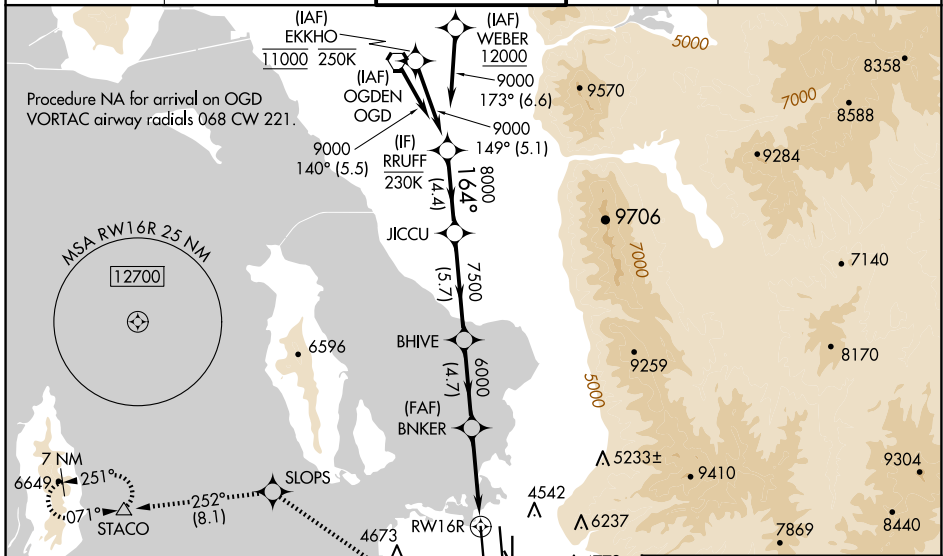 (IAF)
EKKHO
11000 250K
(IAF)
WEBER
12000
5000
8358
9000
173° (6.6)
9570
7000
8588
Procedure NA for arrival on OGD
VORTAC airway radials 068 CW 221.
(IAF)
OGDEN
OGD
9000
140° (5.5)
9000
149° (5.1)
9284
(IF)
RRUFF
230K
8000
164°
(4.4)
9706
JICCU
7000
7140
MSA RW16R 25 NM
12700
7500
(5.7)
BHIVE
6596
9259
8170
6000
(4.7)
5000
(FAF)
BNKER
5233±
9410
9304
7 NM
6649
251°
SLOPS
252°
(8.1)
071°
STACO
4542
RW16R
6237
8440
4673
7869